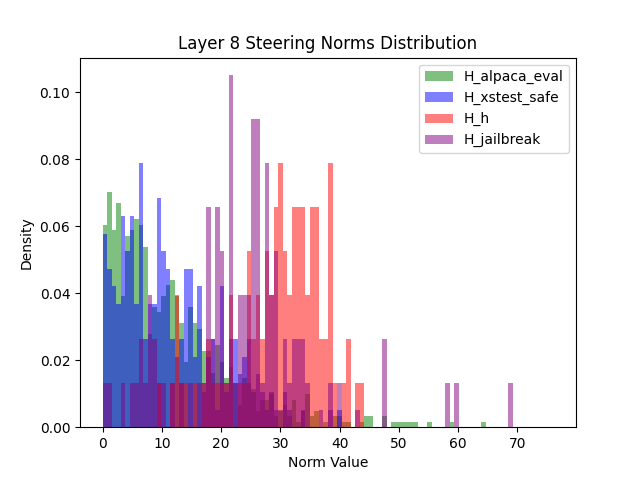 Layer 8 Steering Norms Distribution
H_alpaca_eval
H_xstest_safe
H_h
H_jailbreak
0.10
0.08
0.06
0.04
0.02
0.00
Density
0 10 20 30 40 50 60 70
Norm Value